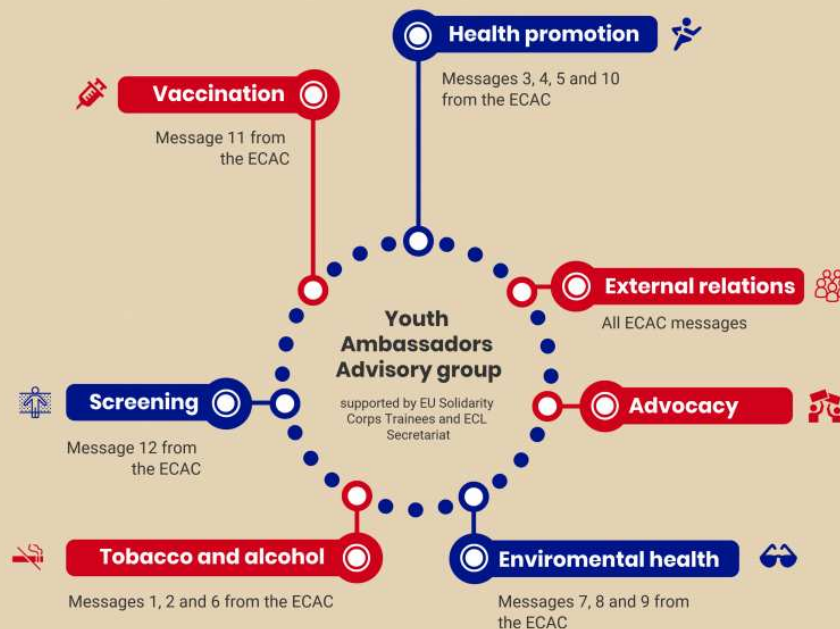 Health promotion
Messages 3, 4, 5 and 10
from the ECAC
Vaccination
Message 11 from
the ECAC
External relations
All ECAC messages
Youth
Ambassadors
Advisory group
supported by EU Solidarity
Corps Trainees and ECL
Secretariat
Screening
Message 12 from
the ECAC
Advocacy
Tobacco and alcohol
Messages 1, 2 and 6 from the ECAC
Enviromental health
Messages 7, 8 and 9 from
the ECAC